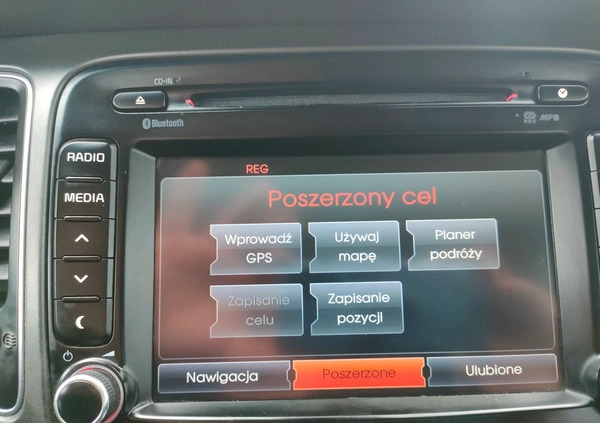 CD-IN
Bluetooth
MP3
RADIO
MEDIA
REG
Poszerzony cel
Wprowadź
GPS
Używaj
mapę
Planer
podróży
Zapisanie
celu
Zapisanie
pozycji
Nawigacja
Poszerzone
Ulubione